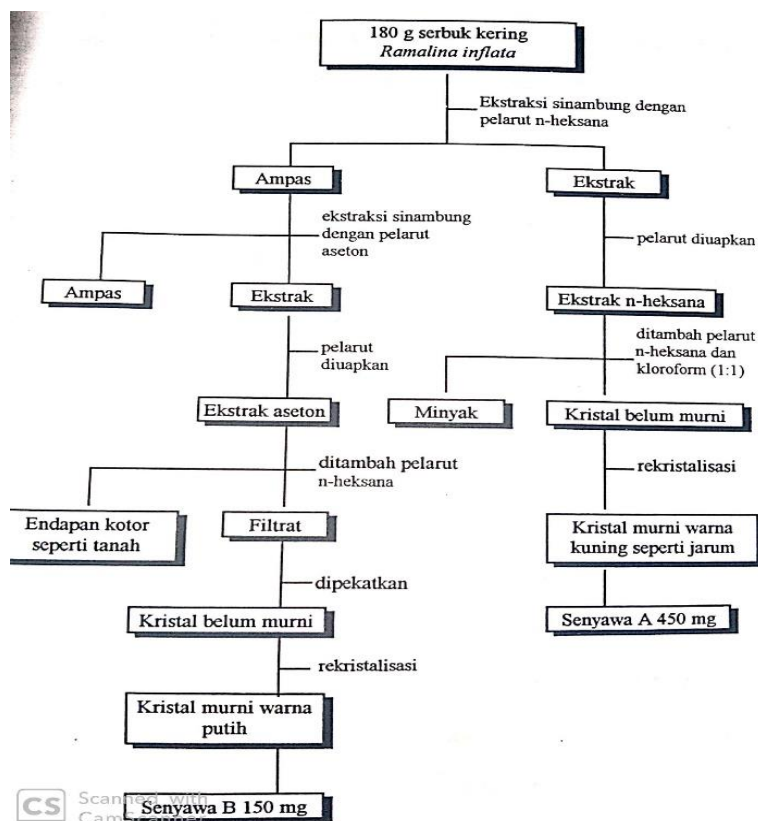 180 g serbuk kering
Ramalina inflata
Ekstraksi sinambung dengan
pelarut n-heksana
Ampas
Ekstrak
ekstraksi sinambung
dengan pelarut
aseton
pelarut diuapkan
Ampas
Ekstrak
Ekstrak n-heksana
pelarut
diuapkan
ditambah pelarut
n-heksana dan
kloroform (1:1)
Ekstrak aseton
Minyak
Kristal belum murni
ditambah pelarut
n-heksana
rekristalisasi
Endapan kotor
seperti tanah
Filtrat
Kristal murni warna
kuning seperti jarum
dipekatkan
Kristal belum murni
Senyawa A 450 mg
rekristalisasi
Kristal murni warna
putih
CS
Scanned with
CamScanner
Senyawa B 150 mg